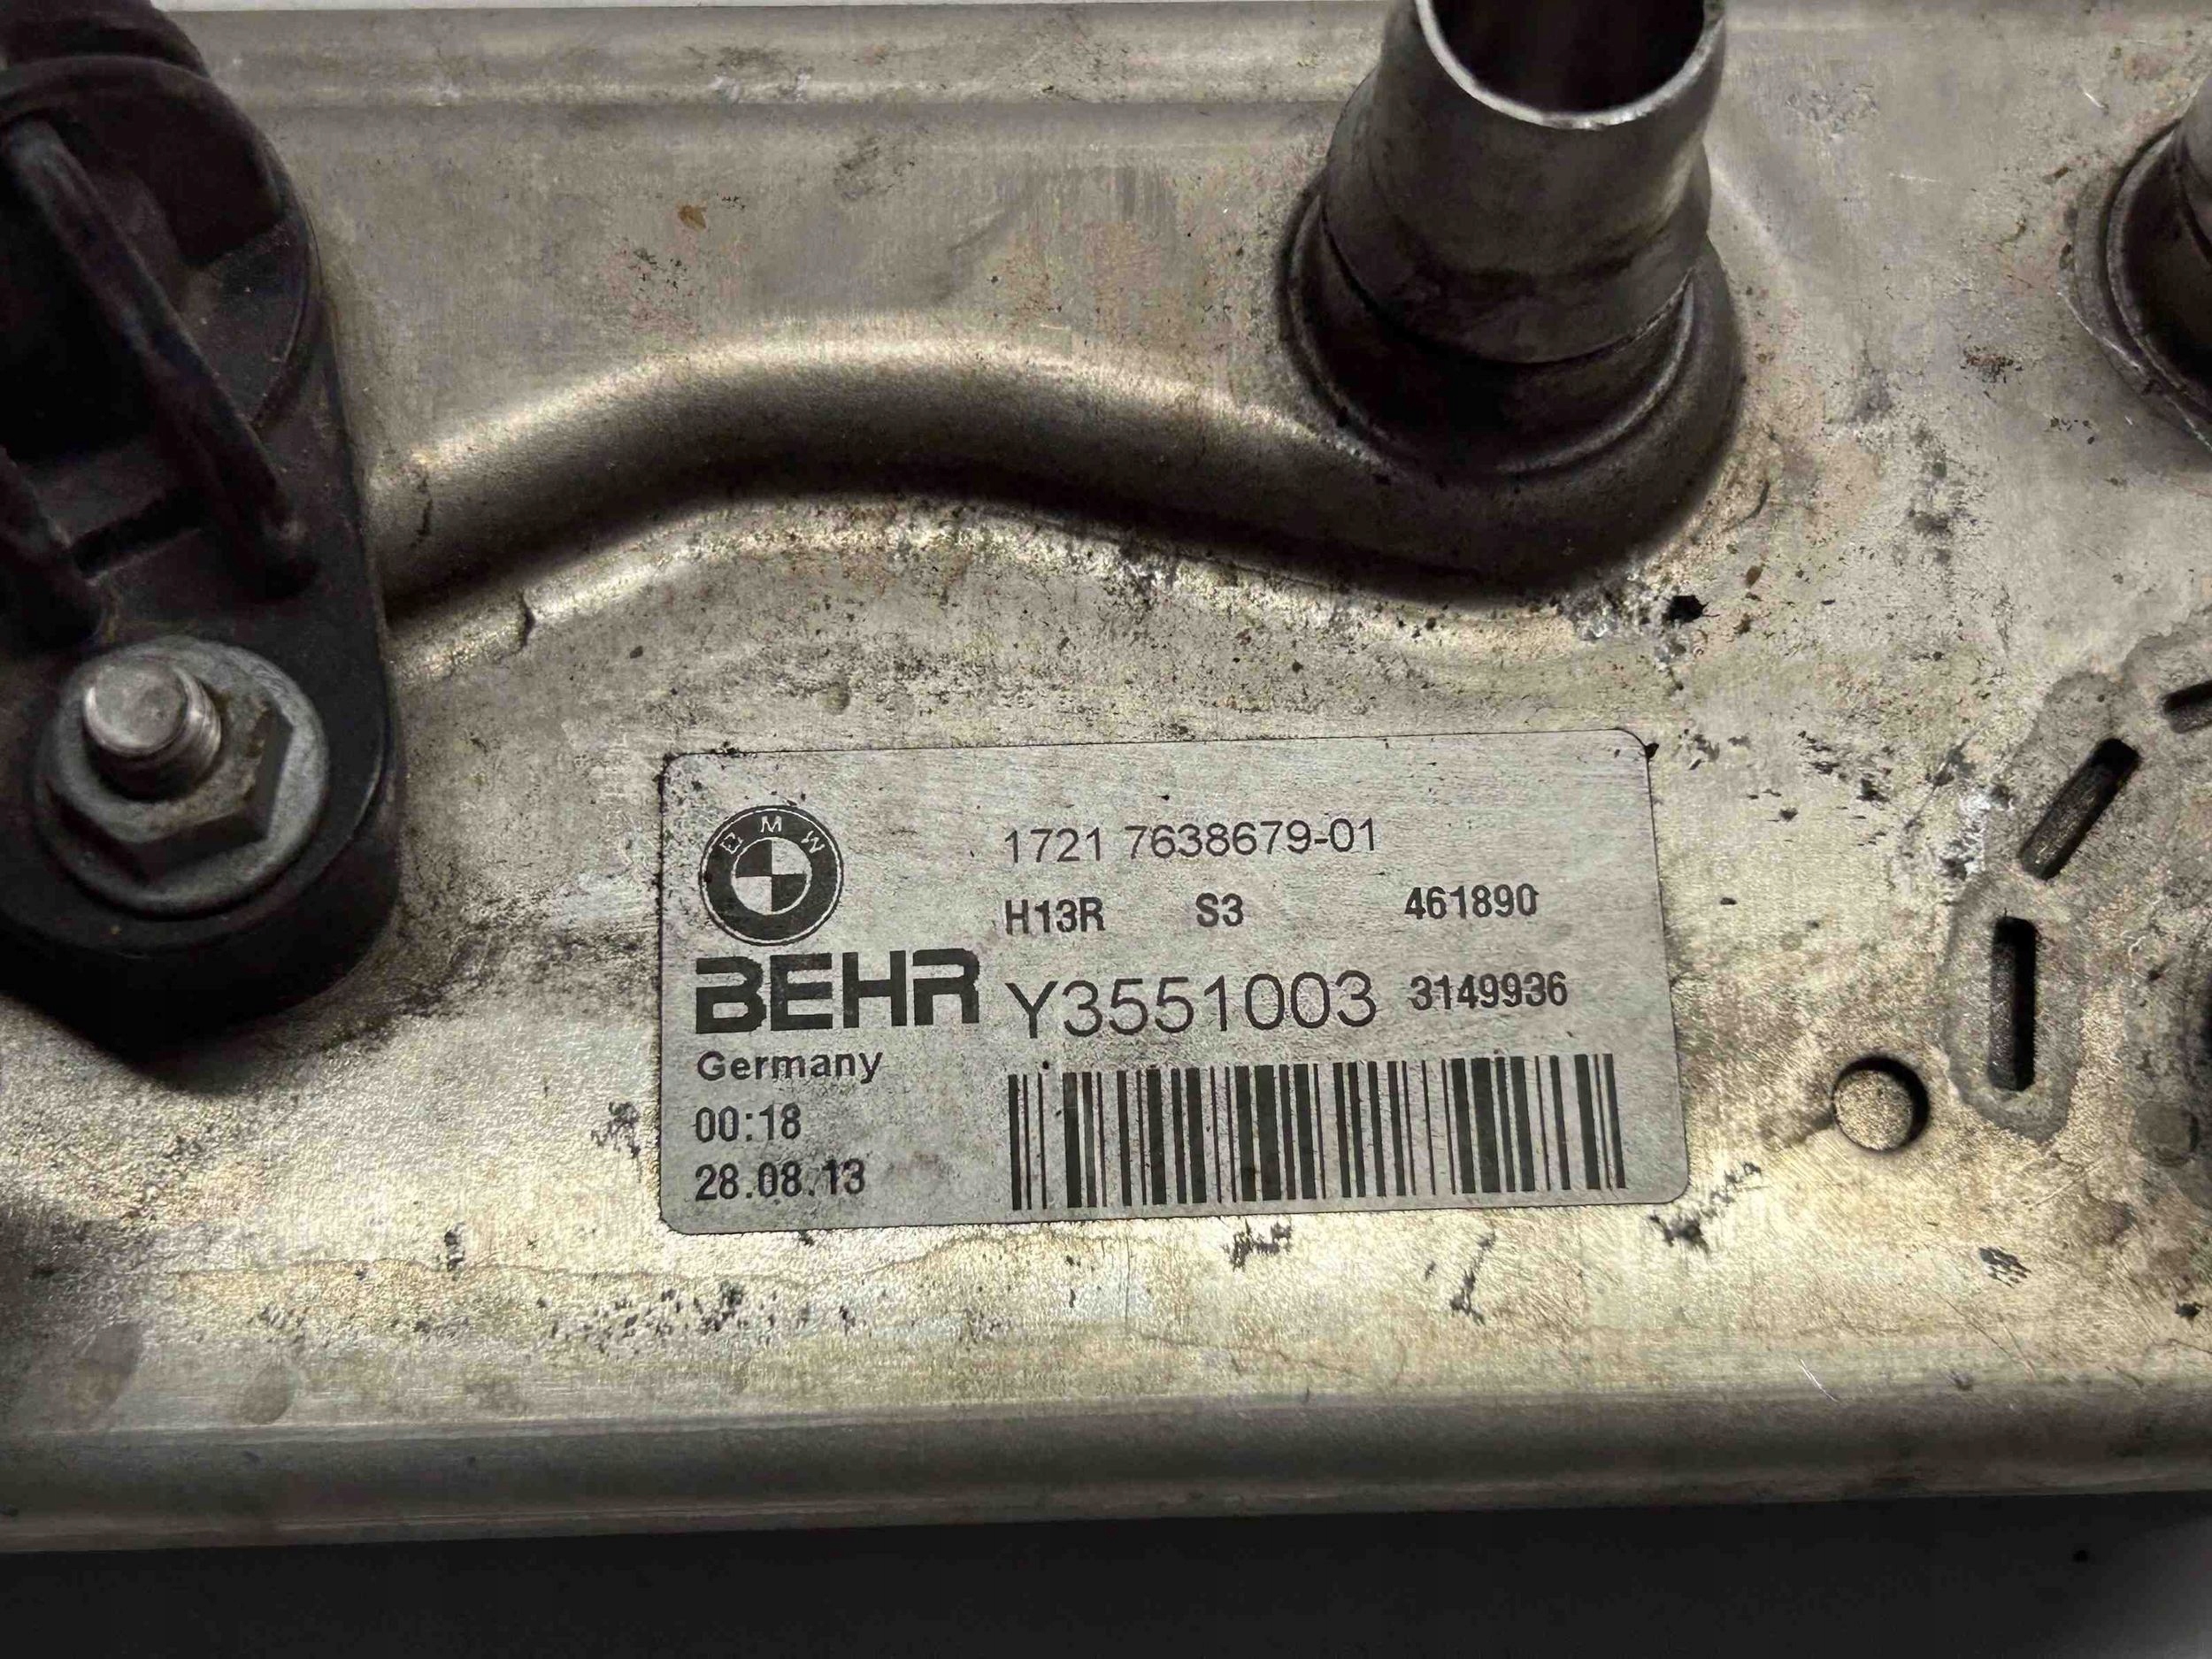 BMW
1721 7638679-01
H13R S3 461890
BEHR Y3551003 3149936
Germany
00:18
28.08.13